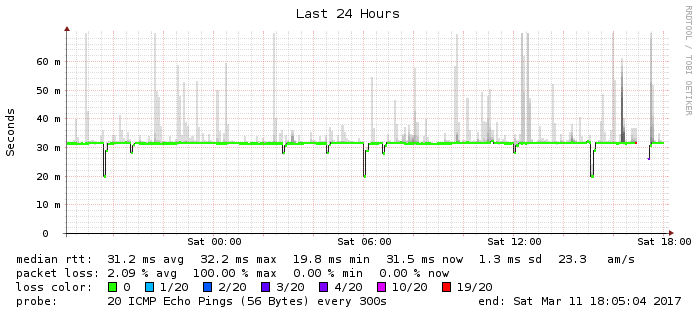 Last 24 Hours
RRDTOOL / TOBI OETIKER
Seconds
60 m
50 m
40 m
30 m
20 m
10 m
0
Sat 00:00 Sat 06:00 Sat 12:00 Sat 18:00
median rtt: 31.2 ms avg 32.2 ms max 19.8 ms min 31.5 ms now 1.3 ms sd 23.3 am/s
packet loss: 2.09 % avg 100.00 % max 0.00 % min 0.00 % now
loss color: 0 1/20 2/20 3/20 4/20 10/20 19/20
probe: 20 ICMP Echo Pings (56 Bytes) every 300s end: Sat Mar 11 18:05:04 2017